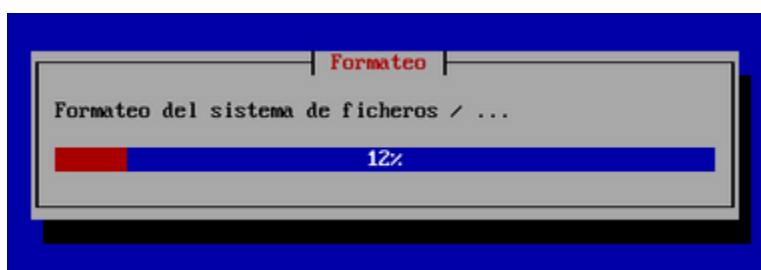 Formateo
Formateo del sistema de ficheros / ...
12%